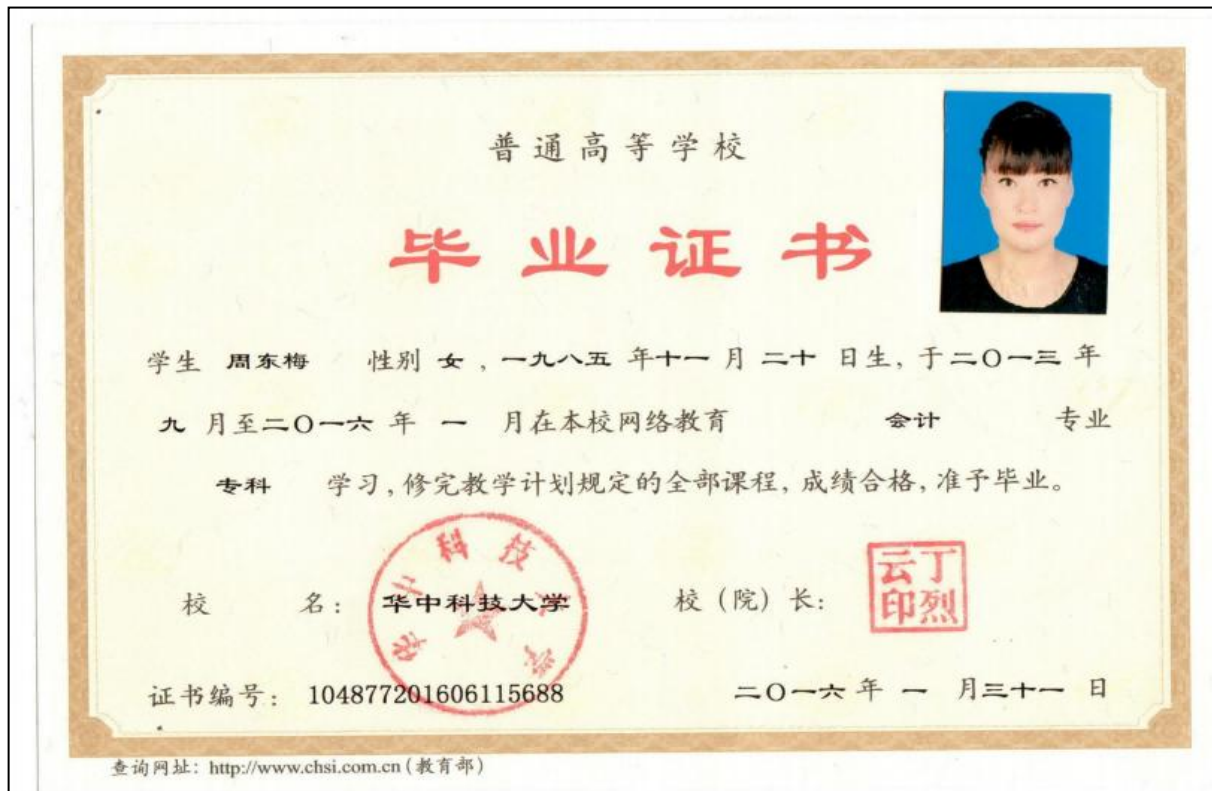 普通高等学校
毕业证书
学生 周东梅 性别 女，一九八五 年十一 月 二十 日生，于二〇一三 年
九 月至二〇一六 年 一 月在本校网络教育 会计 专业
专科 学习，修完教学计划规定的全部课程，成绩合格，准予毕业。
校 名： 华中科技大学 校（院）长：
华中科技大学
丁烈云印
证书编号： 104877201606115688 二〇一六 年 一 月三十一 日
查询网址：http://www.chsi.com.cn（教育部）